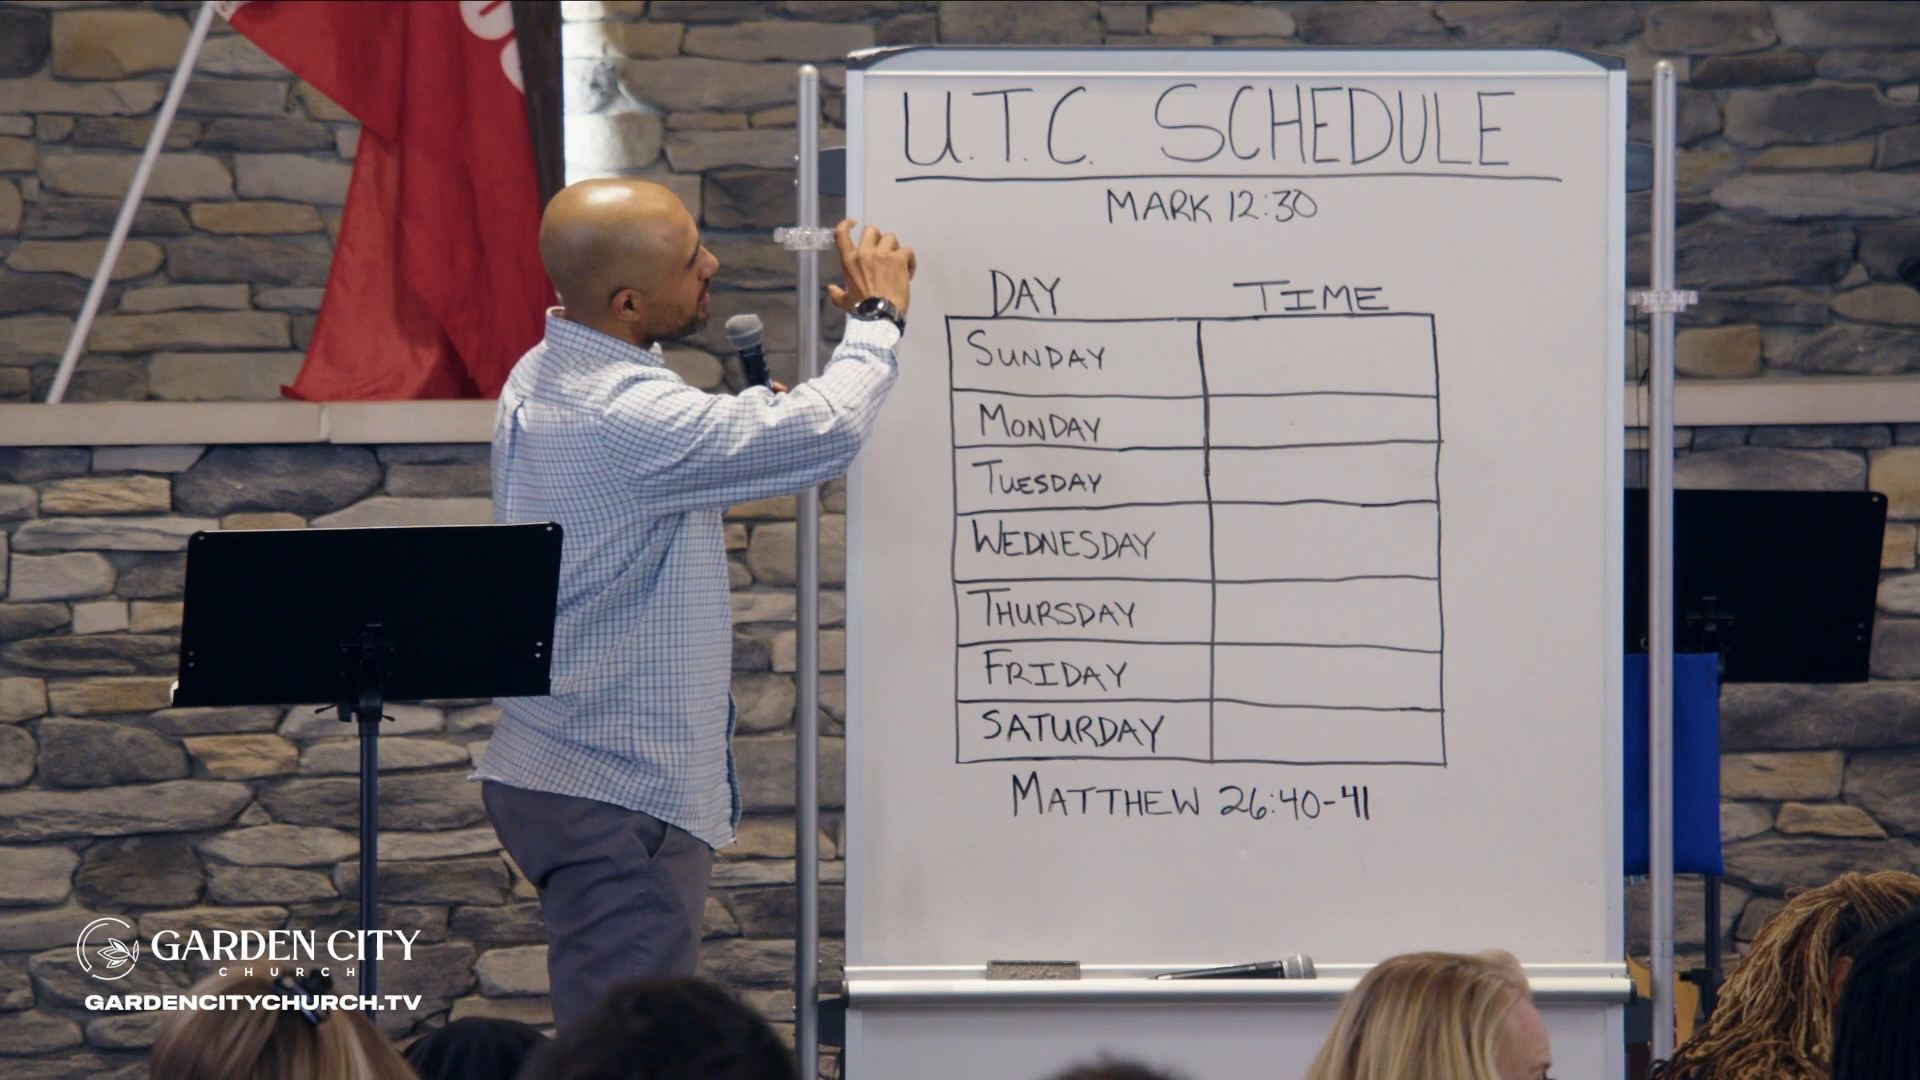 U.T.C. SCHEDULE
MARK 12:30
DAY TIME
SUNDAY
MONDAY
TUESDAY
WEDNESDAY
THURSDAY
FRIDAY
SATURDAY
MATTHEW 26:40-41
GARDEN CITY
CHURCH
GARDENCITYCHURCH.TV